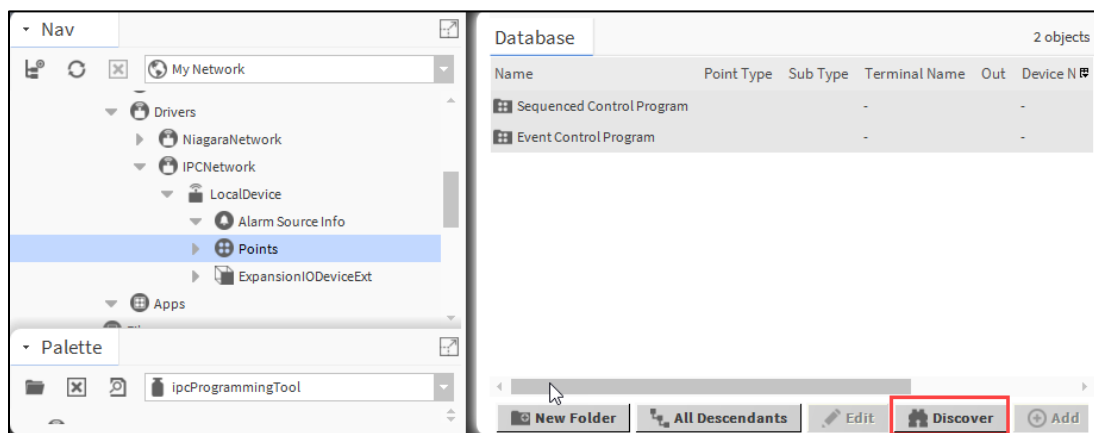 Nav
My Network
Drivers
NiagaraNetwork
IPCNetwork
LocalDevice
Alarm Source Info
Points
ExpansionIODeviceExt
Apps
Palette
ipcProgrammingTool
Database 2 objects
Name Point Type Sub Type Terminal Name Out Device N
Sequenced Control Program - -
Event Control Program - -
New Folder All Descendants Edit Discover Add